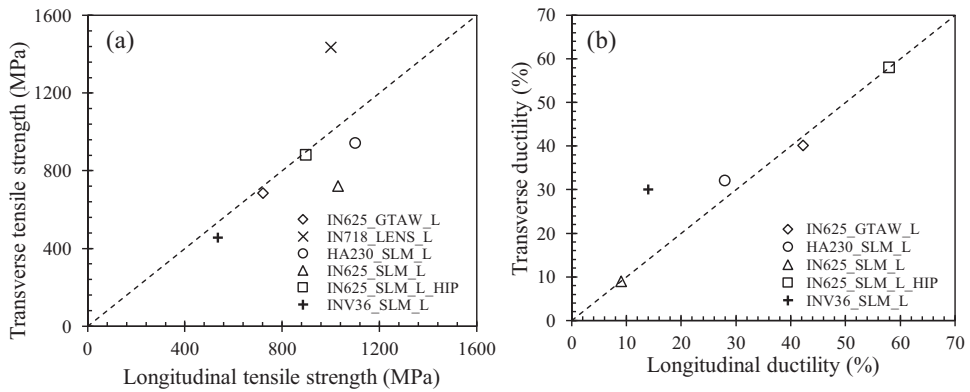 (a)
Transverse tensile strength (MPa)
1600
1200
800
400
0
0 400 800 1200 1600
Longitudinal tensile strength (MPa)
IN625_GTAW_L
IN718_LENS_L
HA230_SLM_L
IN625_SLM_L
IN625_SLM_L_HIP
INV36_SLM_L
(b)
Transverse ductility (%)
70
60
50
40
30
20
10
0
0 10 20 30 40 50 60 70
Longitudinal ductility (%)
IN625_GTAW_L
HA230_SLM_L
IN625_SLM_L
IN625_SLM_L_HIP
INV36_SLM_L